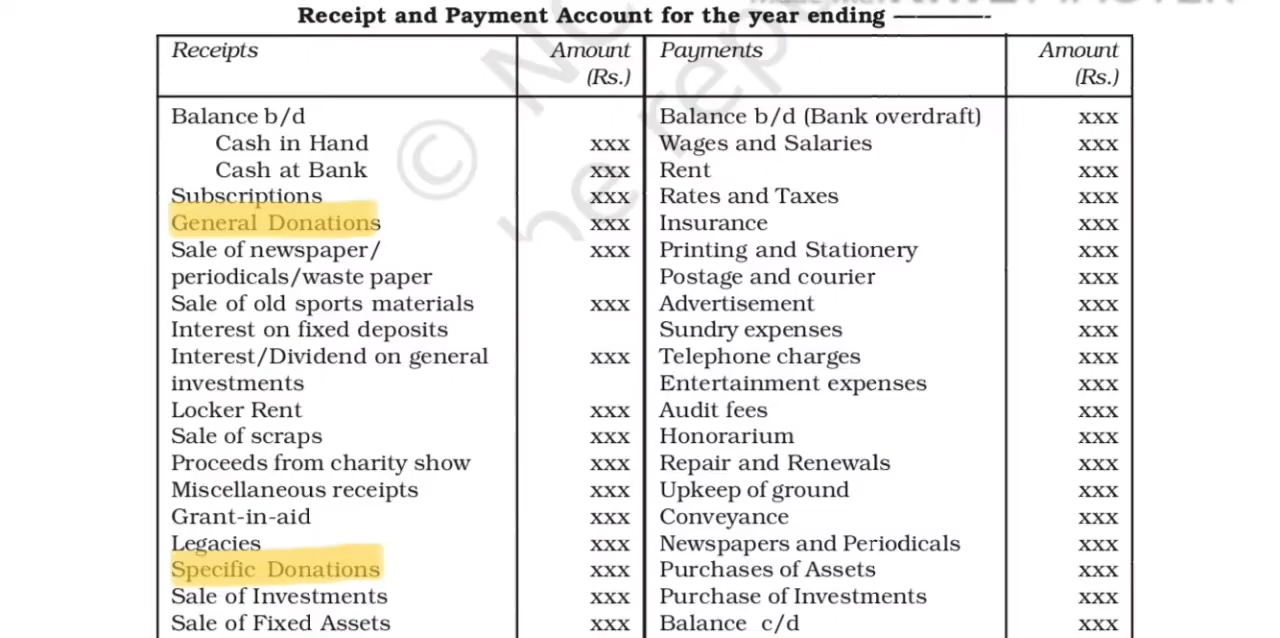 Receipt and Payment Account for the year ending ————-
Receipts Amount Payments Amount
(Rs.) (Rs.)
Balance b/d Balance b/d (Bank overdraft) xxx
Cash in Hand xxx Wages and Salaries xxx
Cash at Bank xxx Rent xxx
Subscriptions xxx Rates and Taxes xxx
General Donations xxx Insurance xxx
Sale of newspaper/ xxx Printing and Stationery xxx
periodicals/waste paper Postage and courier xxx
Sale of old sports materials xxx Advertisement xxx
Interest on fixed deposits Sundry expenses xxx
Interest/Dividend on general xxx Telephone charges xxx
investments Entertainment expenses xxx
Locker Rent xxx Audit fees xxx
Sale of scraps xxx Honorarium xxx
Proceeds from charity show xxx Repair and Renewals xxx
Miscellaneous receipts xxx Upkeep of ground xxx
Grant-in-aid xxx Conveyance xxx
Legacies xxx Newspapers and Periodicals xxx
Specific Donations xxx Purchases of Assets xxx
Sale of Investments xxx Purchase of Investments xxx
Sale of Fixed Assets xxx Balance c/d xxx